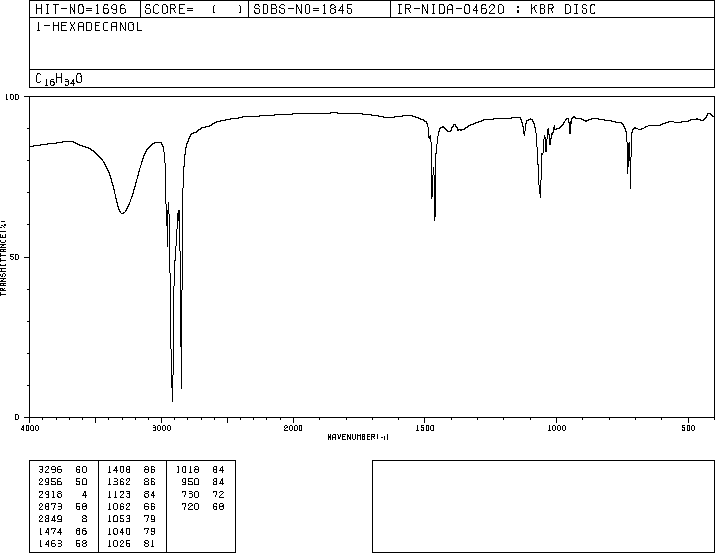 HIT-NO=1696 SCORE= ( ) SDBS-NO=1845 IR-NIDA-04620 : KBR DISC
1-HEXADECANOL
C16H34O
100
50
0
TRANSMITTANCE(%)
4000 3000 2000 1500 1000 500
WAVENUMBER(-1)
3296 60 1408 86 1018 84
2956 50 1362 86 950 84
2918 4 1123 84 730 72
2873 60 1062 66 720 68
2849 8 1053 79
1474 66 1040 79
1463 58 1026 81